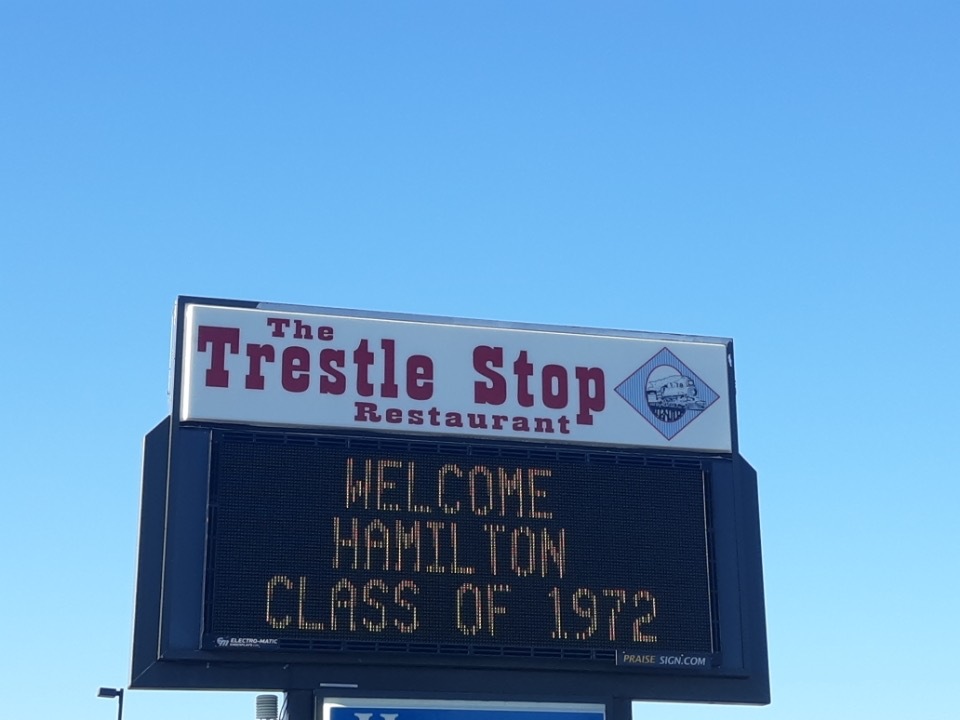 The
Trestle Stop
Restaurant
WELCOME
HAMILTON
CLASS OF 1972
ELECTRO-MATIC
PRAISE SIGN.COM